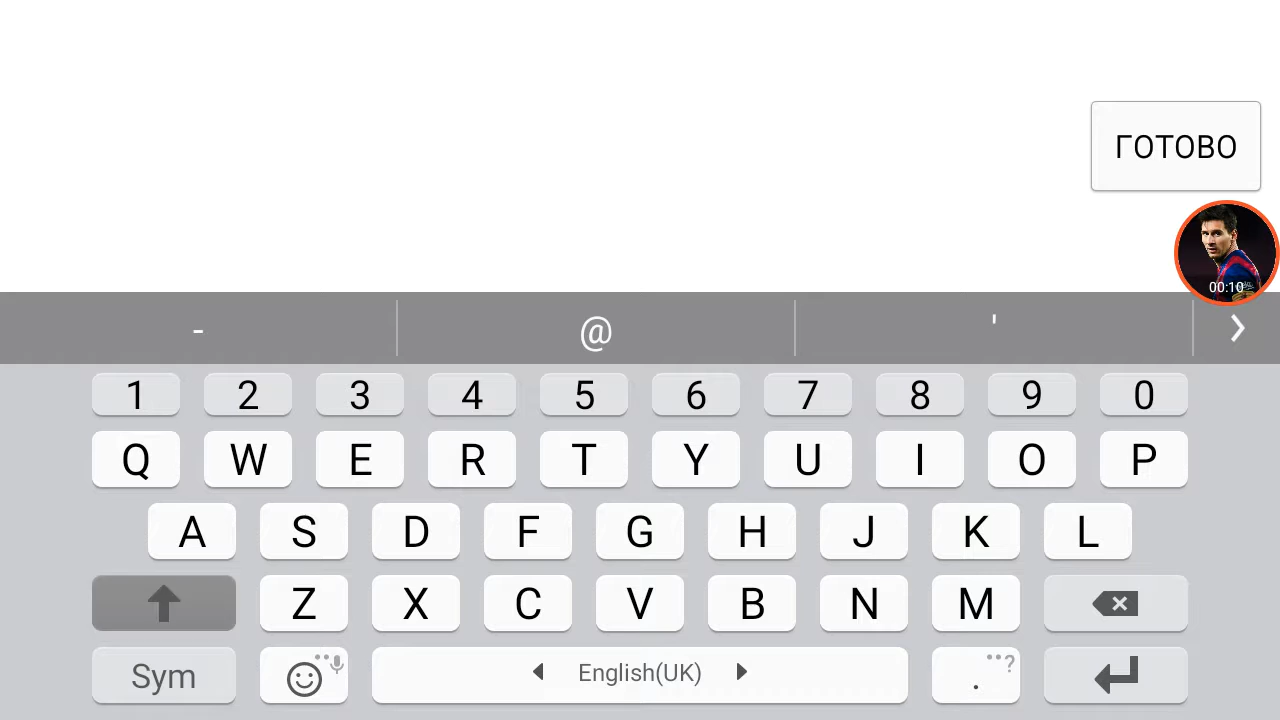 ГОТОВО
00:10
- @ '
1 2 3 4 5 6 7 8 9 0
Q W E R T Y U I O P
A S D F G H J K L
Z X C V B N M
Sym English(UK) . ?